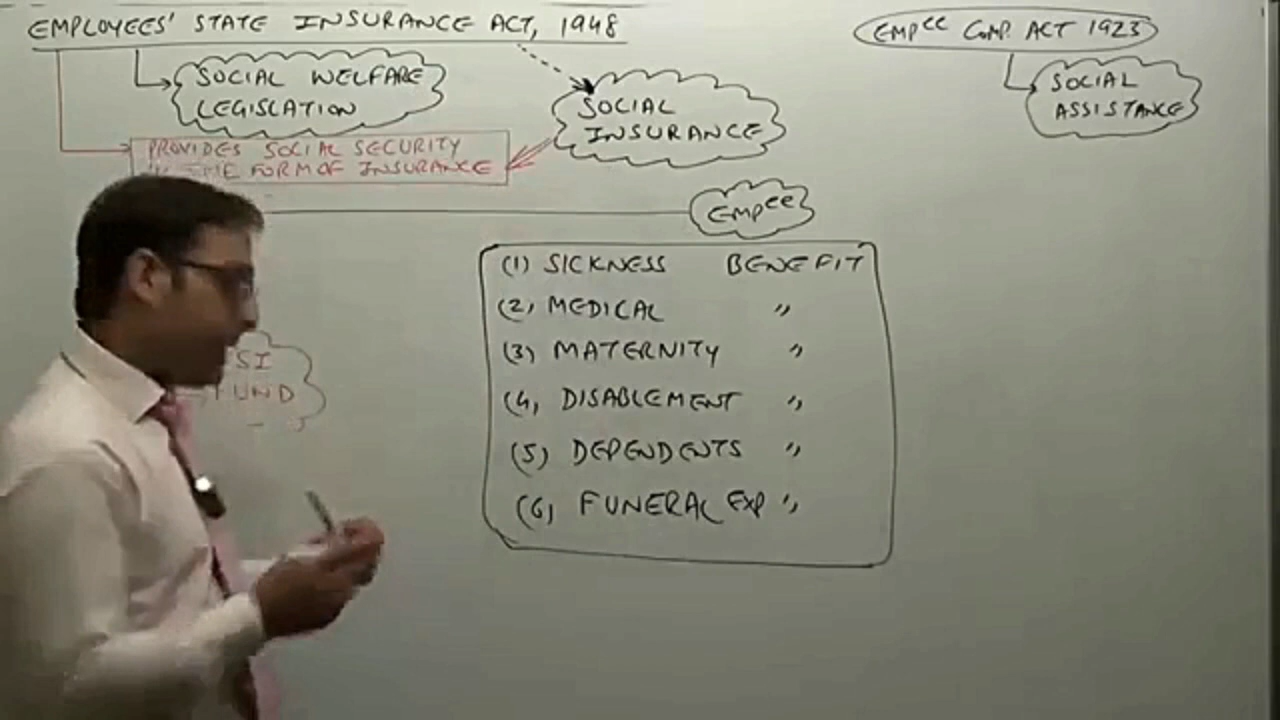 EMPLOYEES' STATE INSURANCE ACT, 1948
EMPEE COMP. ACT 1923
SOCIAL WELFARE
LEGISLATION
SOCIAL
INSURANCE
SOCIAL
ASSISTANCE
PROVIDES SOCIAL SECURITY
FORM OF INSURANCE
EMPEE
(1) SICKNESS BENEFIT
(2) MEDICAL "
(3) MATERNITY "
(4) DISABLEMENT "
(5) DEPENDENTS "
(6) FUNERAL EXP "
SI
FUND